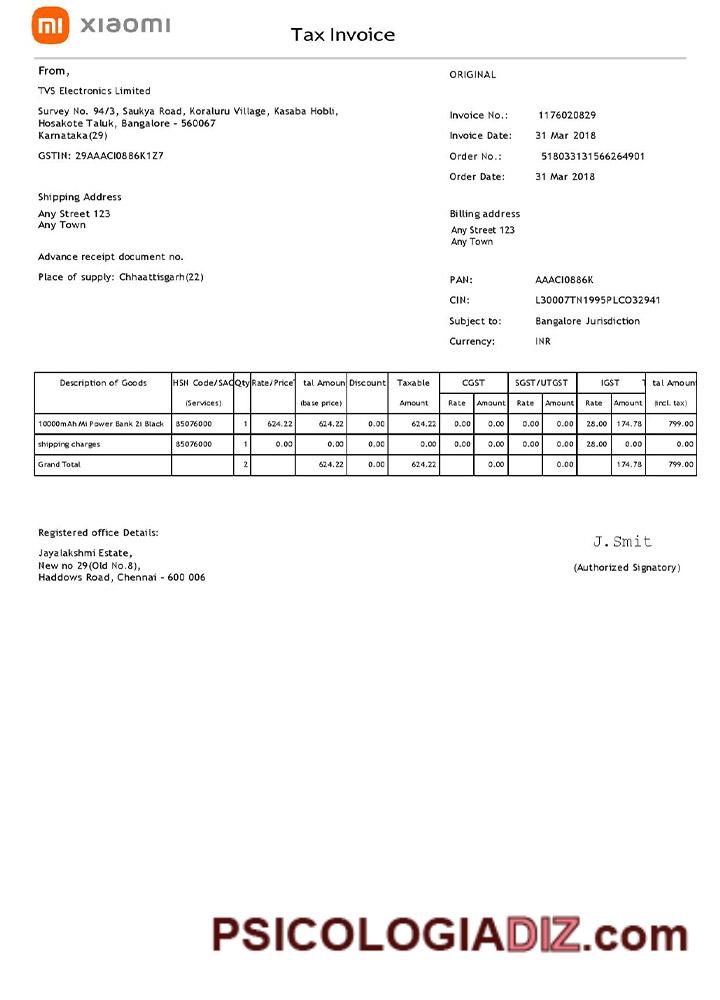 mi xiaomi
Tax Invoice
From,
TVS Electronics Limited
Survey No. 94/3, Saukya Road, Koraluru Village, Kasaba Hobli,
Hosakote Taluk, Bangalore - 560067
Karnataka(29)
GSTIN: 29AAACI0886K1Z7
ORIGINAL
Invoice No.: 1176020829
Invoice Date: 31 Mar 2018
Order No.: 518033131566264901
Order Date: 31 Mar 2018
Shipping Address
Any Street 123
Any Town
Billing address
Any Street 123
Any Town
Advance receipt document no.
Place of supply: Chhaattisgarh(22)
PAN: AAACI0886K
CIN: L30007TN1995PLCO32941
Subject to: Bangalore Jurisdiction
Currency: INR
Description of Goods HSN Code/SAC Qty Rate/Price tal Amoun Discount Taxable CGST SGST/UTGST IGST T tal Amoun
(Services) (base price) Amount Rate Amount Rate Amount Rate Amount (incl. tax)
10000mAh Mi Power Bank 2i Black 85076000 1 624.22 624.22 0.00 624.22 0.00 0.00 0.00 0.00 28.00 174.78 799.00
shipping charges 85076000 1 0.00 0.00 0.00 0.00 0.00 0.00 0.00 0.00 28.00 0.00 0.00
Grand Total 2 624.22 0.00 624.22 0.00 0.00 174.78 799.00
Registered office Details:
Jayalakshmi Estate,
New no 29(Old No.8),
Haddows Road, Chennai - 600 006
J.Smit
(Authorized Signatory)
PSICOLOGIADIZ.com